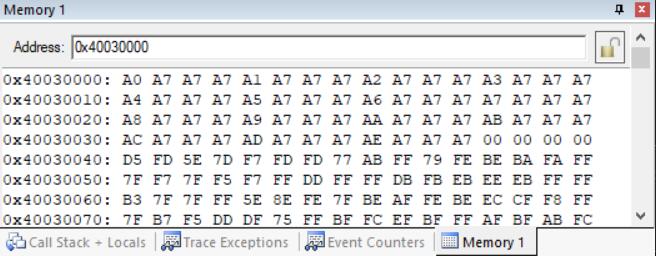 Memory 1
Address: 0x40030000
0x40030000: A0 A7 A7 A7 A1 A7 A7 A7 A2 A7 A7 A7 A3 A7 A7 A7
0x40030010: A4 A7 A7 A7 A5 A7 A7 A7 A6 A7 A7 A7 A7 A7 A7 A7
0x40030020: A8 A7 A7 A7 A9 A7 A7 A7 AA A7 A7 A7 AB A7 A7 A7
0x40030030: AC A7 A7 A7 AD A7 A7 A7 AE A7 A7 A7 00 00 00 00
0x40030040: D5 FD 5E 7D F7 FD FD 77 AB FF 79 FE BE BA FA FF
0x40030050: 7F F7 7F F5 F7 FF DD FF FF DB FB EB EE EB FF FF
0x40030060: B3 7F 7F FF 5E 8E FE 7F BE AF FE BE EC CF F8 FF
0x40030070: 7F B7 F5 DD DF 75 FF BF FC EF BF FF AF BF AB FC
Call Stack + Locals Trace Exceptions Event Counters Memory 1